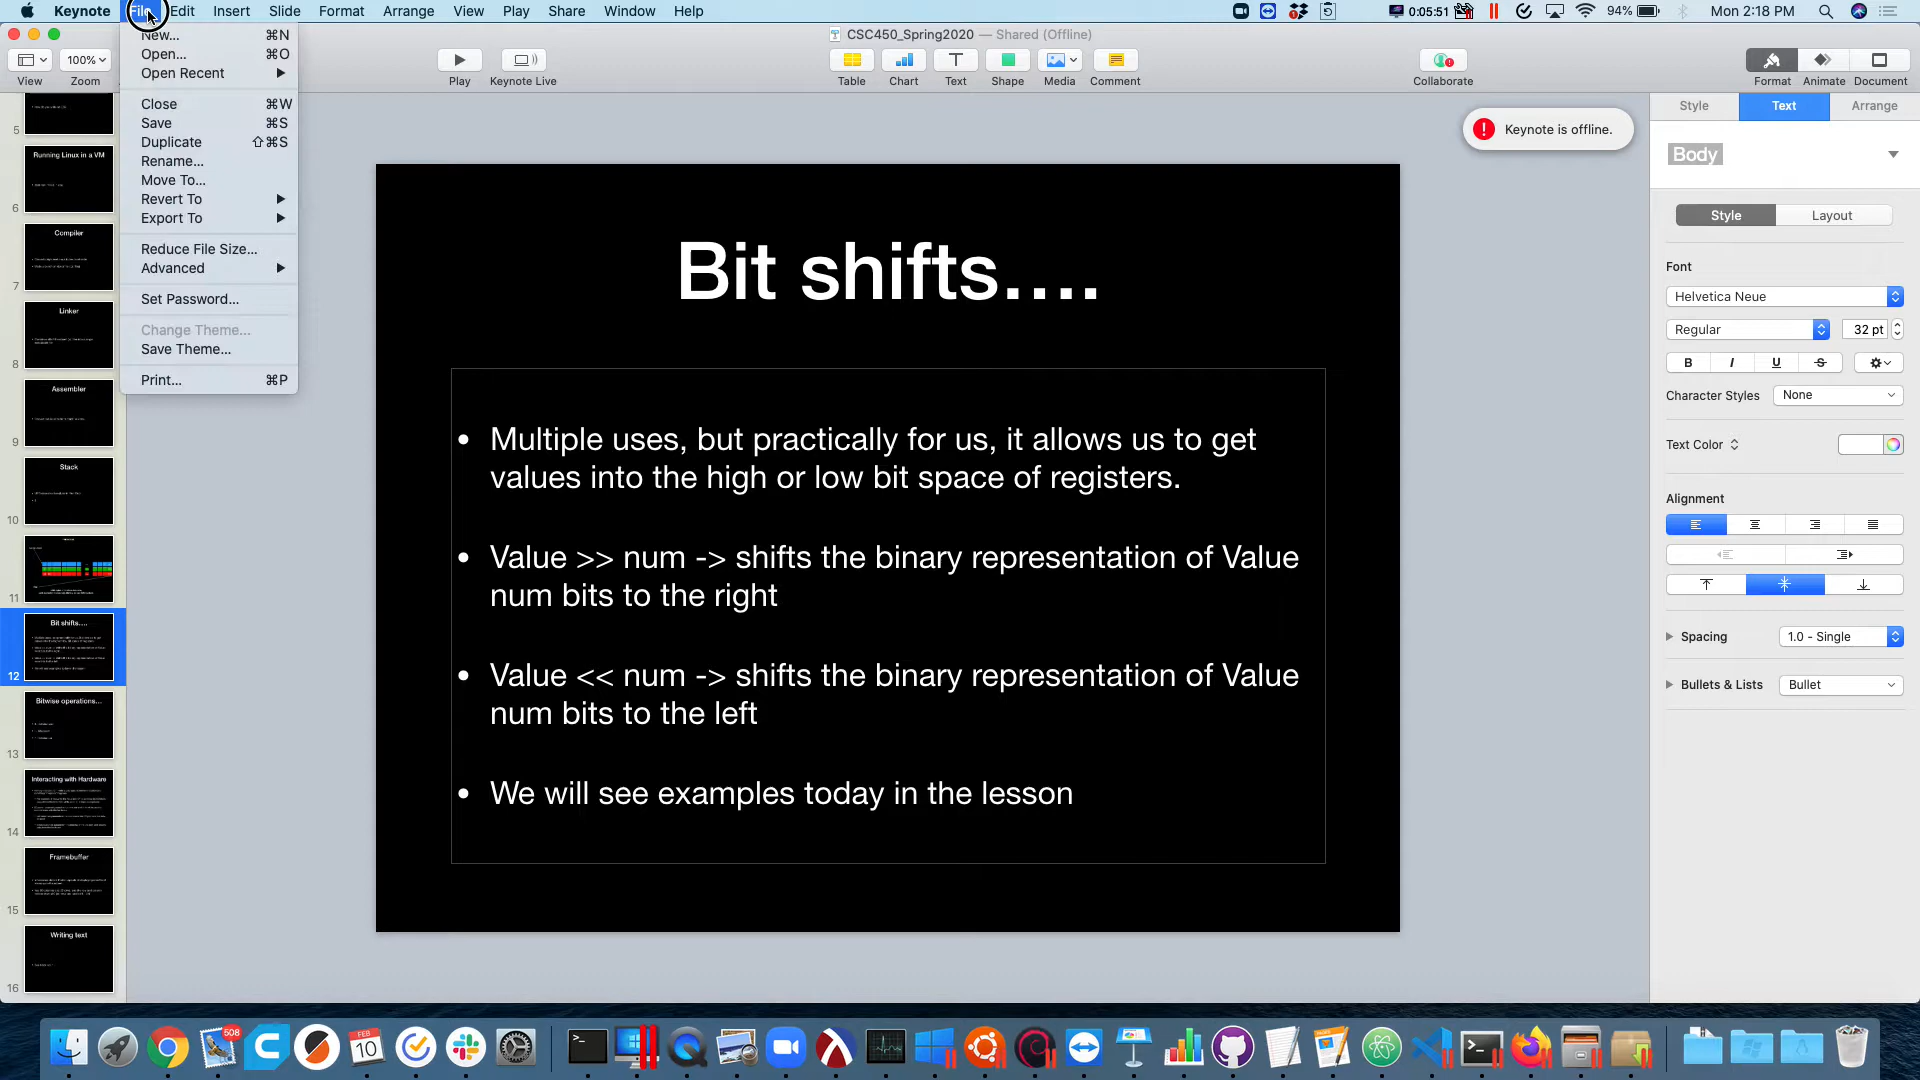 Keynote File Edit Insert Slide Format Arrange View Play Share Window Help
0:05:51 94% Mon 2:18 PM
CSC450_Spring2020 — Shared (Offline)
100%
View Zoom
Play Keynote Live
Table Chart Text Shape Media Comment
Collaborate
Format Animate Document
New... ⌘N
Open... ⌘O
Open Recent
Close ⌘W
Save ⌘S
Duplicate ⇧⌘S
Rename...
Move To...
Revert To
Export To
Reduce File Size...
Advanced
Set Password...
Change Theme...
Save Theme...
Print... ⌘P
5
Running Linux in a VM
6
Compiler
7
Linker
8
Assembler
9
Stack
10
11
Bit shifts....
12
Bitwise operations...
13
Interacting with Hardware
14
Framebuffer
15
Writing text
16
Bit shifts....
• Multiple uses, but practically for us, it allows us to get
values into the high or low bit space of registers.
• Value >> num -> shifts the binary representation of Value
num bits to the right
• Value << num -> shifts the binary representation of Value
num bits to the left
• We will see examples today in the lesson
Keynote is offline.
Style Text Arrange
Body
Style Layout
Font
Helvetica Neue
Regular 32 pt
B I U S
Character Styles None
Text Color
Alignment
Spacing 1.0 - Single
Bullets & Lists Bullet
508
FEB
10